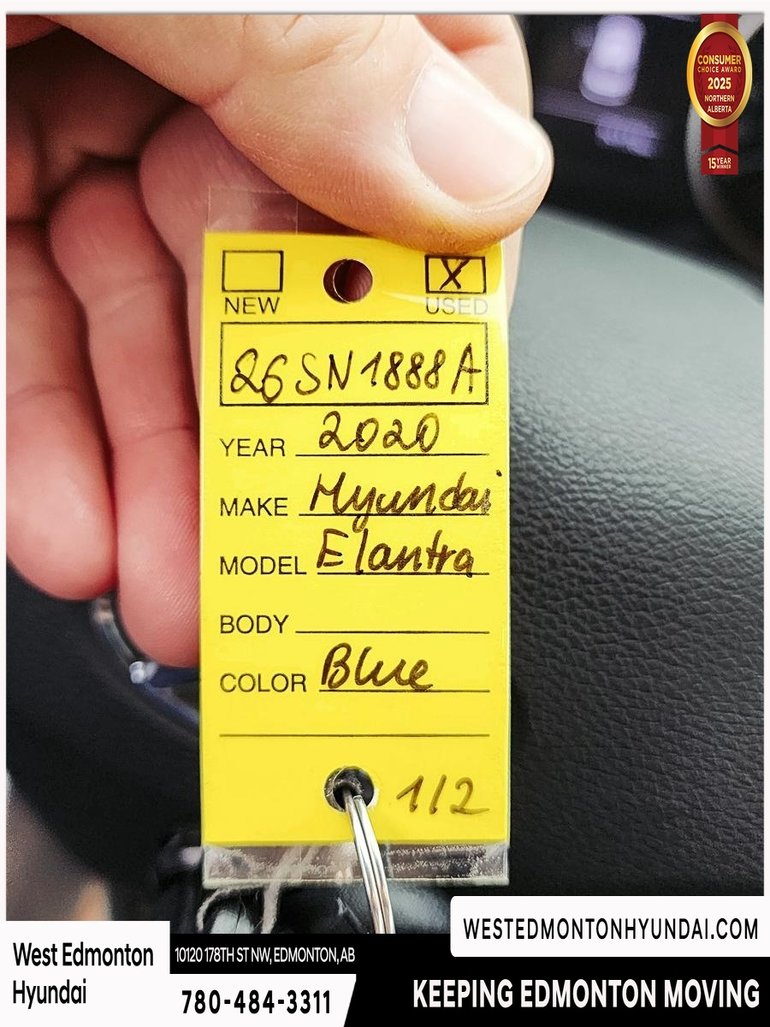 CONSUMER
CHOICE AWARD
2025
NORTHERN
ALBERTA
15 YEAR
WINNER
NEW X USED
26SN1888A
YEAR 2020
MAKE Hyundai
MODEL Elantra
BODY
COLOR Blue
1/2
West Edmonton
Hyundai
10120 178TH ST NW, EDMONTON, AB
780-484-3311
WESTEDMONTONHYUNDAI.COM
KEEPING EDMONTON MOVING